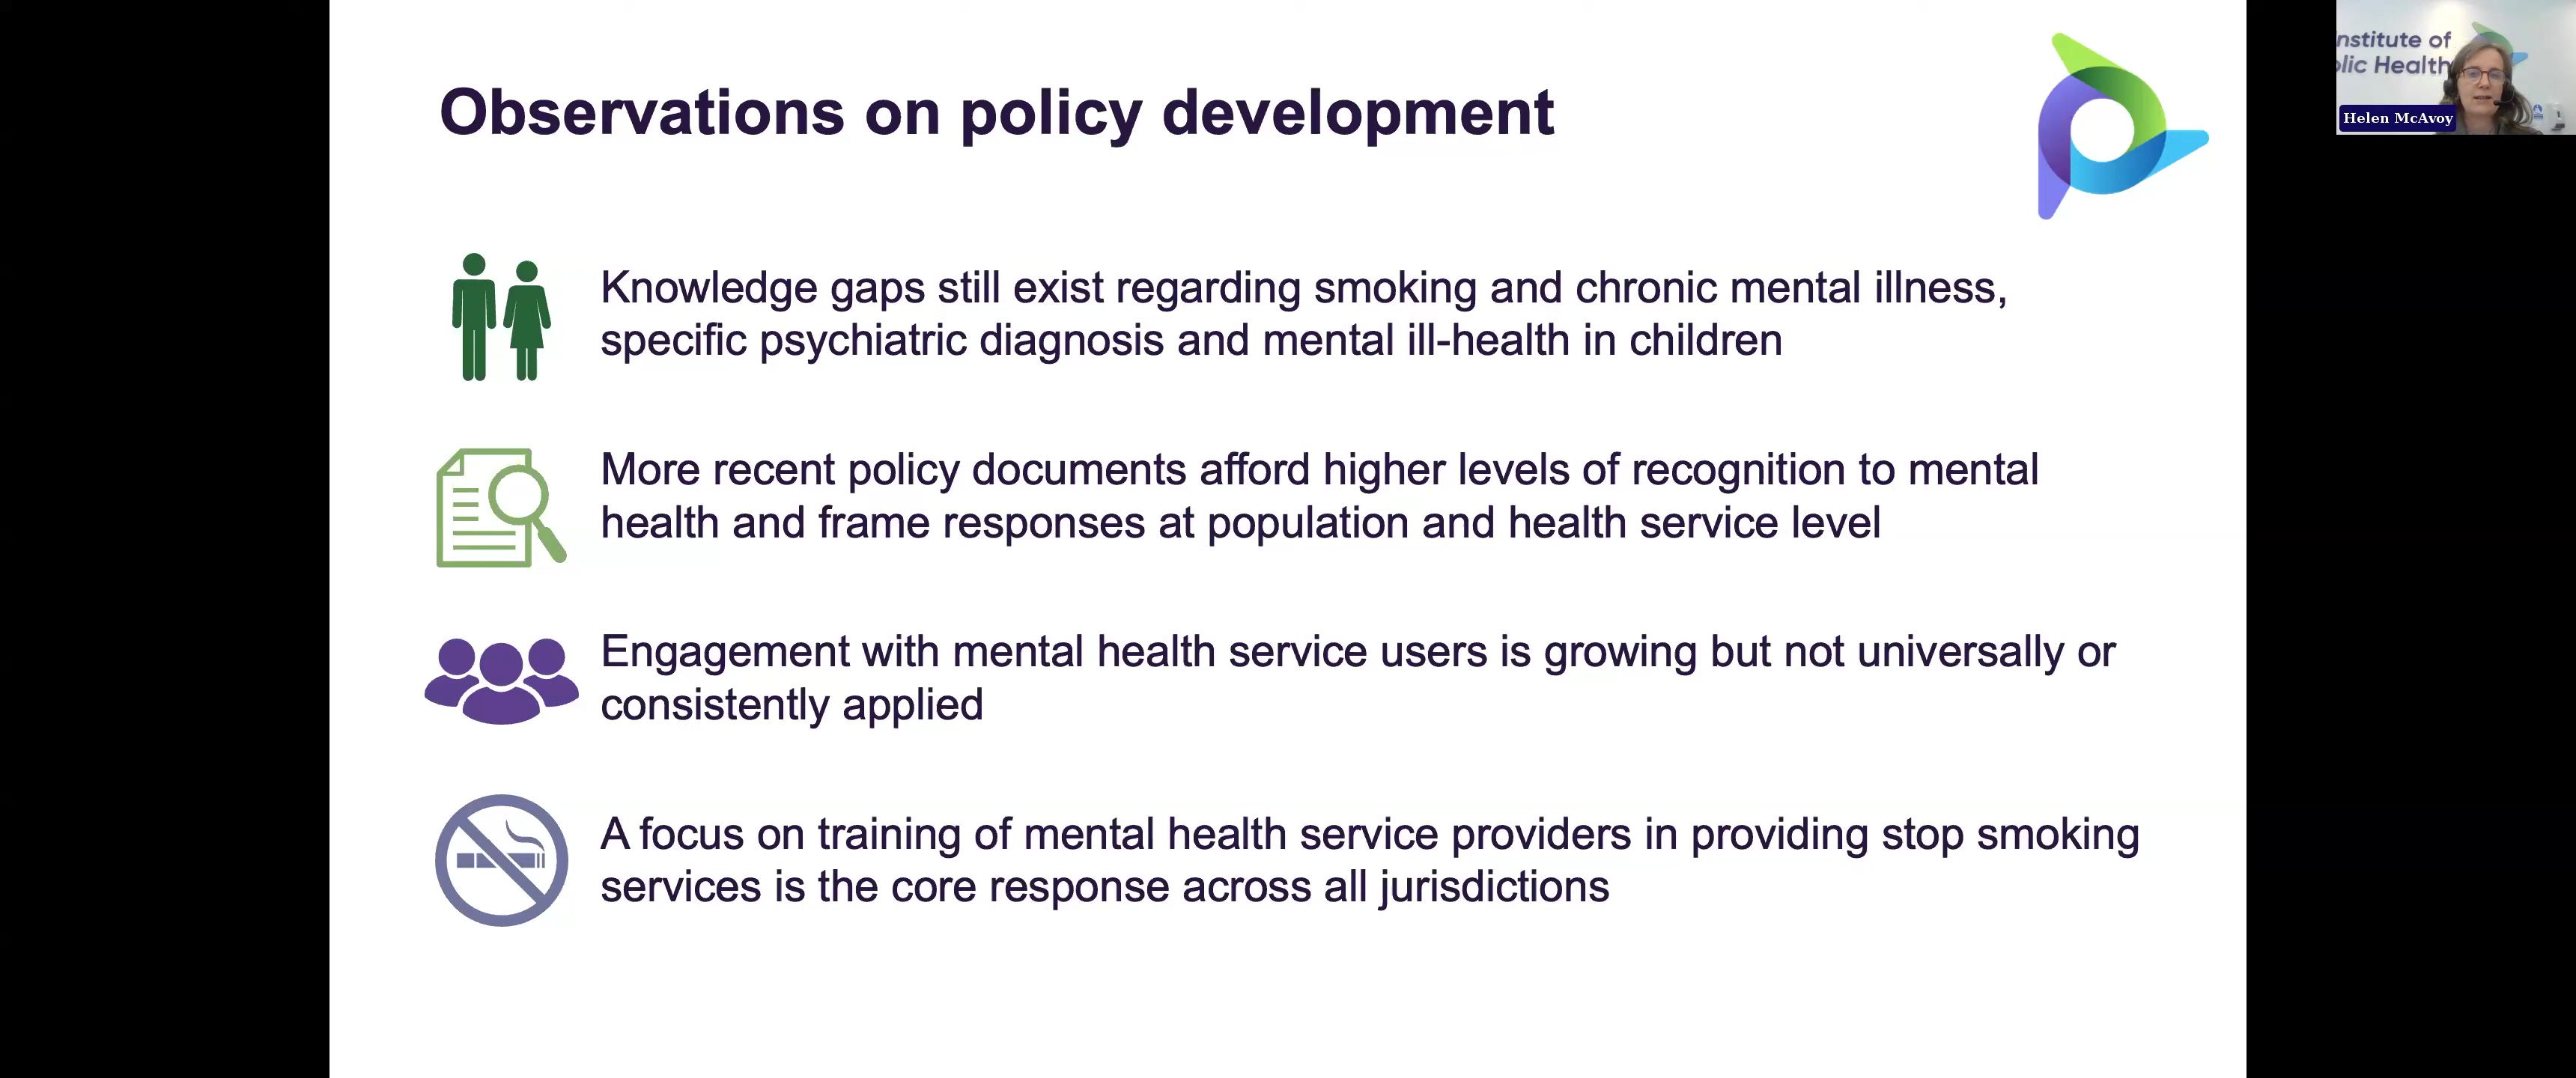 Observations on policy development
Knowledge gaps still exist regarding smoking and chronic mental illness,
specific psychiatric diagnosis and mental ill-health in children
More recent policy documents afford higher levels of recognition to mental
health and frame responses at population and health service level
Engagement with mental health service users is growing but not universally or
consistently applied
A focus on training of mental health service providers in providing stop smoking
services is the core response across all jurisdictions
nstitute of
lic Health
Helen McAvoy